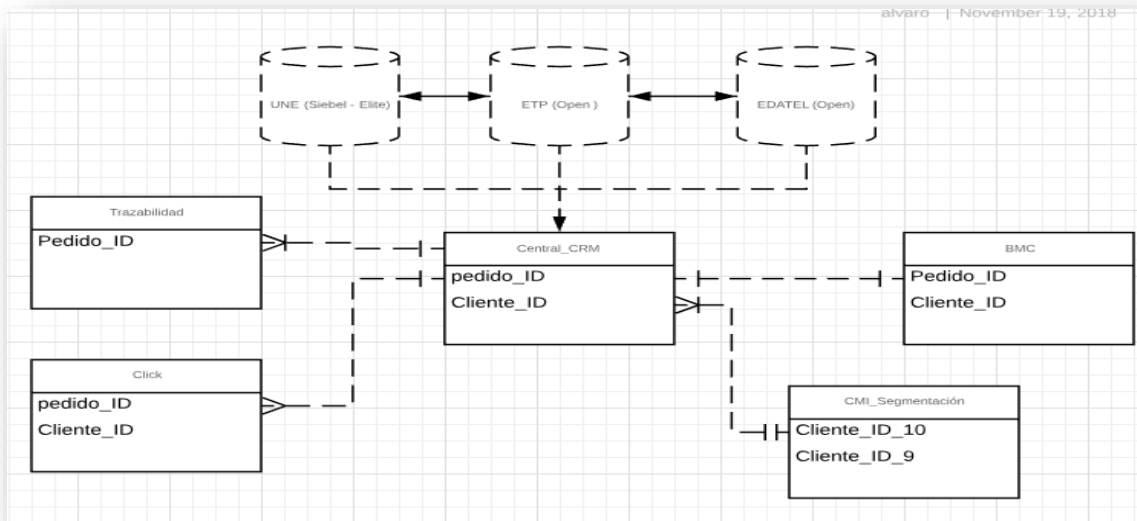 alvaro | November 19, 2018
UNE (Siebel - Elite)
ETP (Open )
EDATEL (Open)
Trazabilidad
Pedido_ID
Central_CRM
pedido_ID
Cliente_ID
BMC
Pedido_ID
Cliente_ID
Click
pedido_ID
Cliente_ID
CMI_Segmentación
Cliente_ID_10
Cliente_ID_9